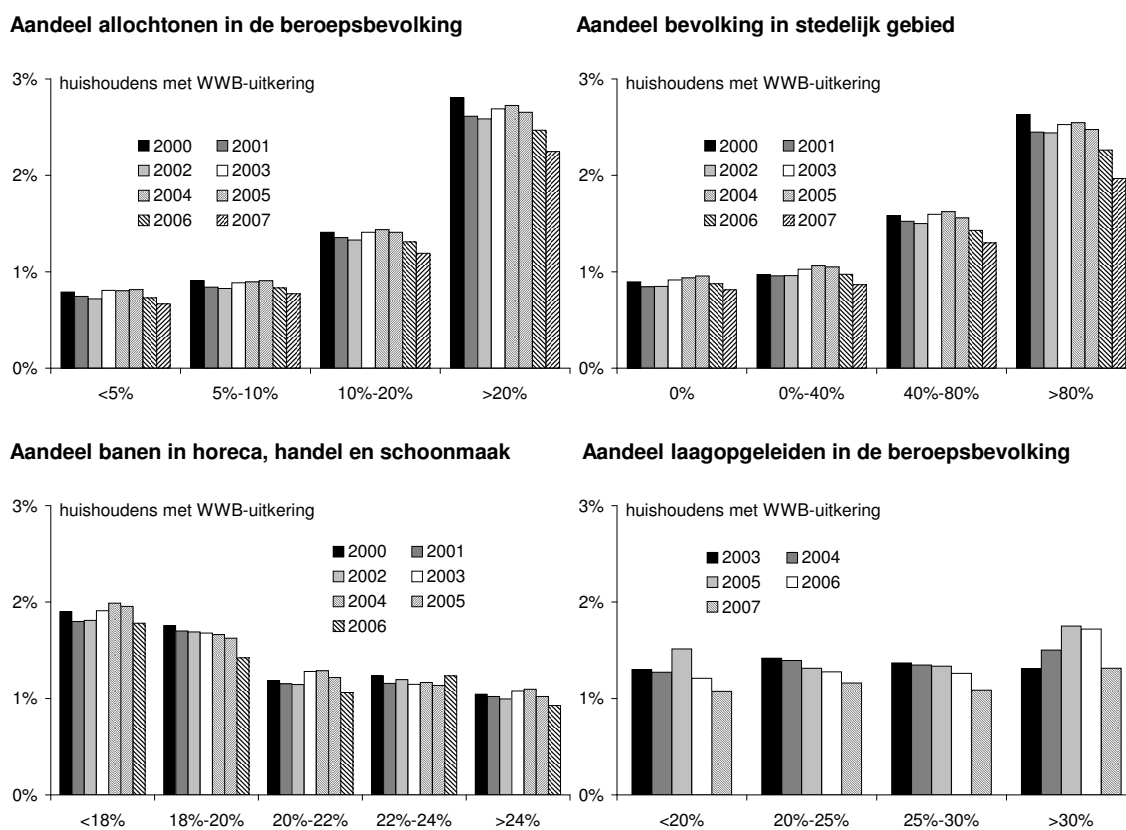 Aandeel allochtonen in de beroepsbevolking
3%
huishoudens met WWB-uitkering
2000 2001
2002 2003
2004 2005
2006 2007
2%
1%
0%
<5% 5%-10% 10%-20% >20%
Aandeel bevolking in stedelijk gebied
3%
huishoudens met WWB-uitkering
2000 2001
2002 2003
2004 2005
2006 2007
2%
1%
0%
0% 0%-40% 40%-80% >80%
Aandeel banen in horeca, handel en schoonmaak
3%
huishoudens met WWB-uitkering
2000 2001
2002 2003
2004 2005
2006
2%
1%
0%
<18% 18%-20% 20%-22% 22%-24% >24%
Aandeel laagopgeleiden in de beroepsbevolking
3%
huishoudens met WWB-uitkering
2003 2004
2005 2006
2007
2%
1%
0%
<20% 20%-25% 25%-30% >30%